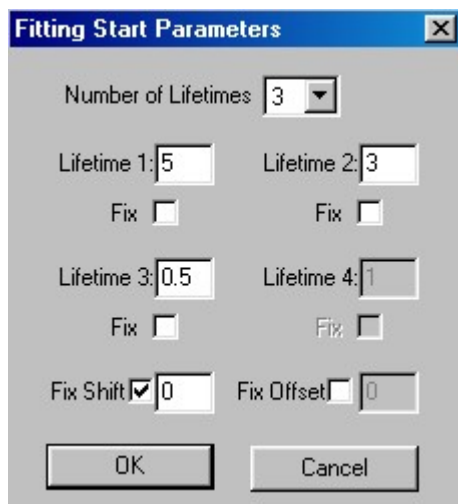 Fitting Start Parameters
Number of Lifetimes 3
Lifetime 1: 5 Lifetime 2: 3
Fix Fix
Lifetime 3: 0.5 Lifetime 4: 1
Fix Fix
Fix Shift 0 Fix Offset 0
OK Cancel